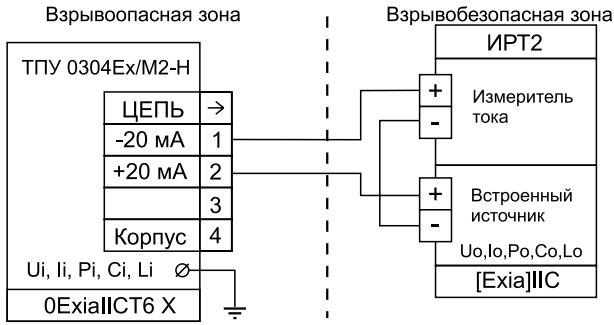 Взрывоопасная зона
Взрывобезопасная зона
ТПУ 0304Ex/М2-Н
ЦЕПЬ →
-20 мА 1
+20 мА 2
3
Корпус 4
Ui, Ii, Pi, Ci, Li
0ExiaIICT6 X
ИРТ2
+
-
Измеритель
тока
+
-
Встроенный
источник
Uo,Io,Po,Co,Lo
[Exia]IIC